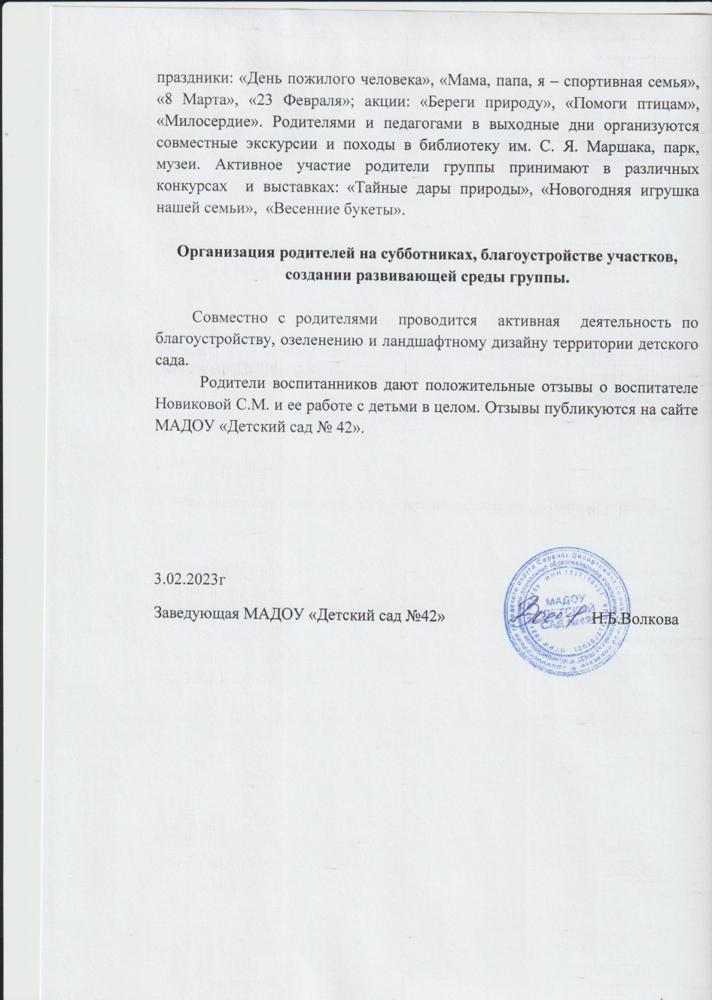 праздники: «День пожилого человека», «Мама, папа, я – спортивная семья»,
«8 Марта», «23 Февраля»; акции: «Береги природу», «Помоги птицам»,
«Милосердие». Родителями и педагогами в выходные дни организуются
совместные экскурсии и походы в библиотеку им. С. Я. Маршака, парк,
музеи. Активное участие родители группы принимают в различных
конкурсах и выставках: «Тайные дары природы», «Новогодняя игрушка
нашей семьи», «Весенние букеты».
Организация родителей на субботниках, благоустройстве участков,
создании развивающей среды группы.
Совместно с родителями проводится активная деятельность по
благоустройству, озеленению и ландшафтному дизайну территории детского
сада.
Родители воспитанников дают положительные отзывы о воспитателе
Новиковой С.М. и ее работе с детьми в целом. Отзывы публикуются на сайте
МАДОУ «Детский сад № 42».
3.02.2023г
Заведующая МАДОУ «Детский сад №42»
Н.Б.Волкова
МАДОУ
ДЕТСКИЙ
САД №42